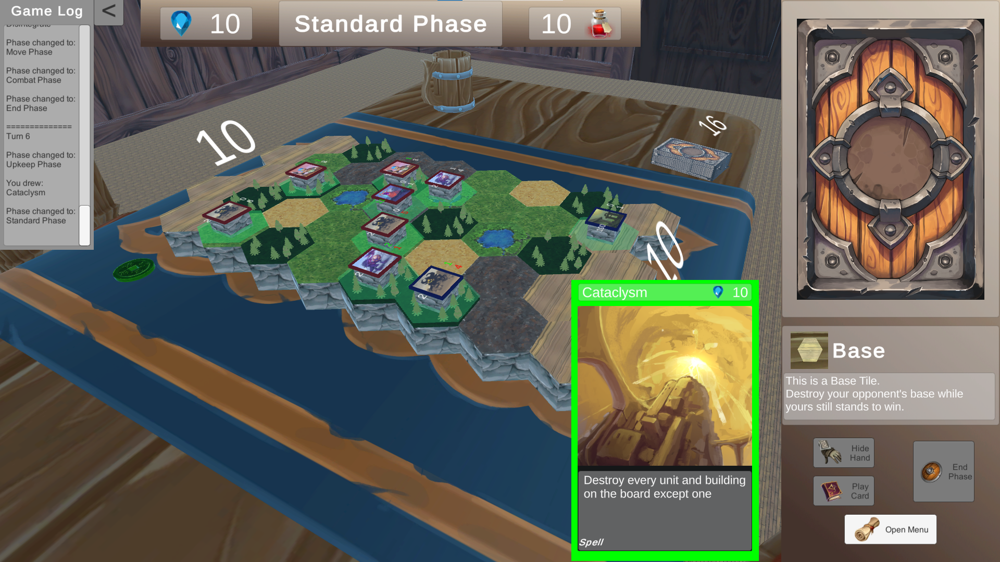 Game Log
<
Disintegrate
Phase changed to:
Move Phase
Phase changed to:
Combat Phase
Phase changed to:
End Phase
==============
Turn 6
Phase changed to:
Upkeep Phase
You drew:
Cataclysm
Phase changed to:
Standard Phase
10
Standard Phase
10
10
16
10
Cataclysm
10
Destroy every unit and building
on the board except one
Spell
Base
This is a Base Tile.
Destroy your opponent's base while
yours still stands to win.
Hide
Hand
Play
Card
End
Phase
Open Menu